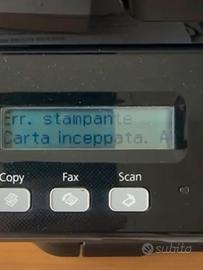 Err. stampante
Carta inceppata. A
Copy
Fax
Scan
subito